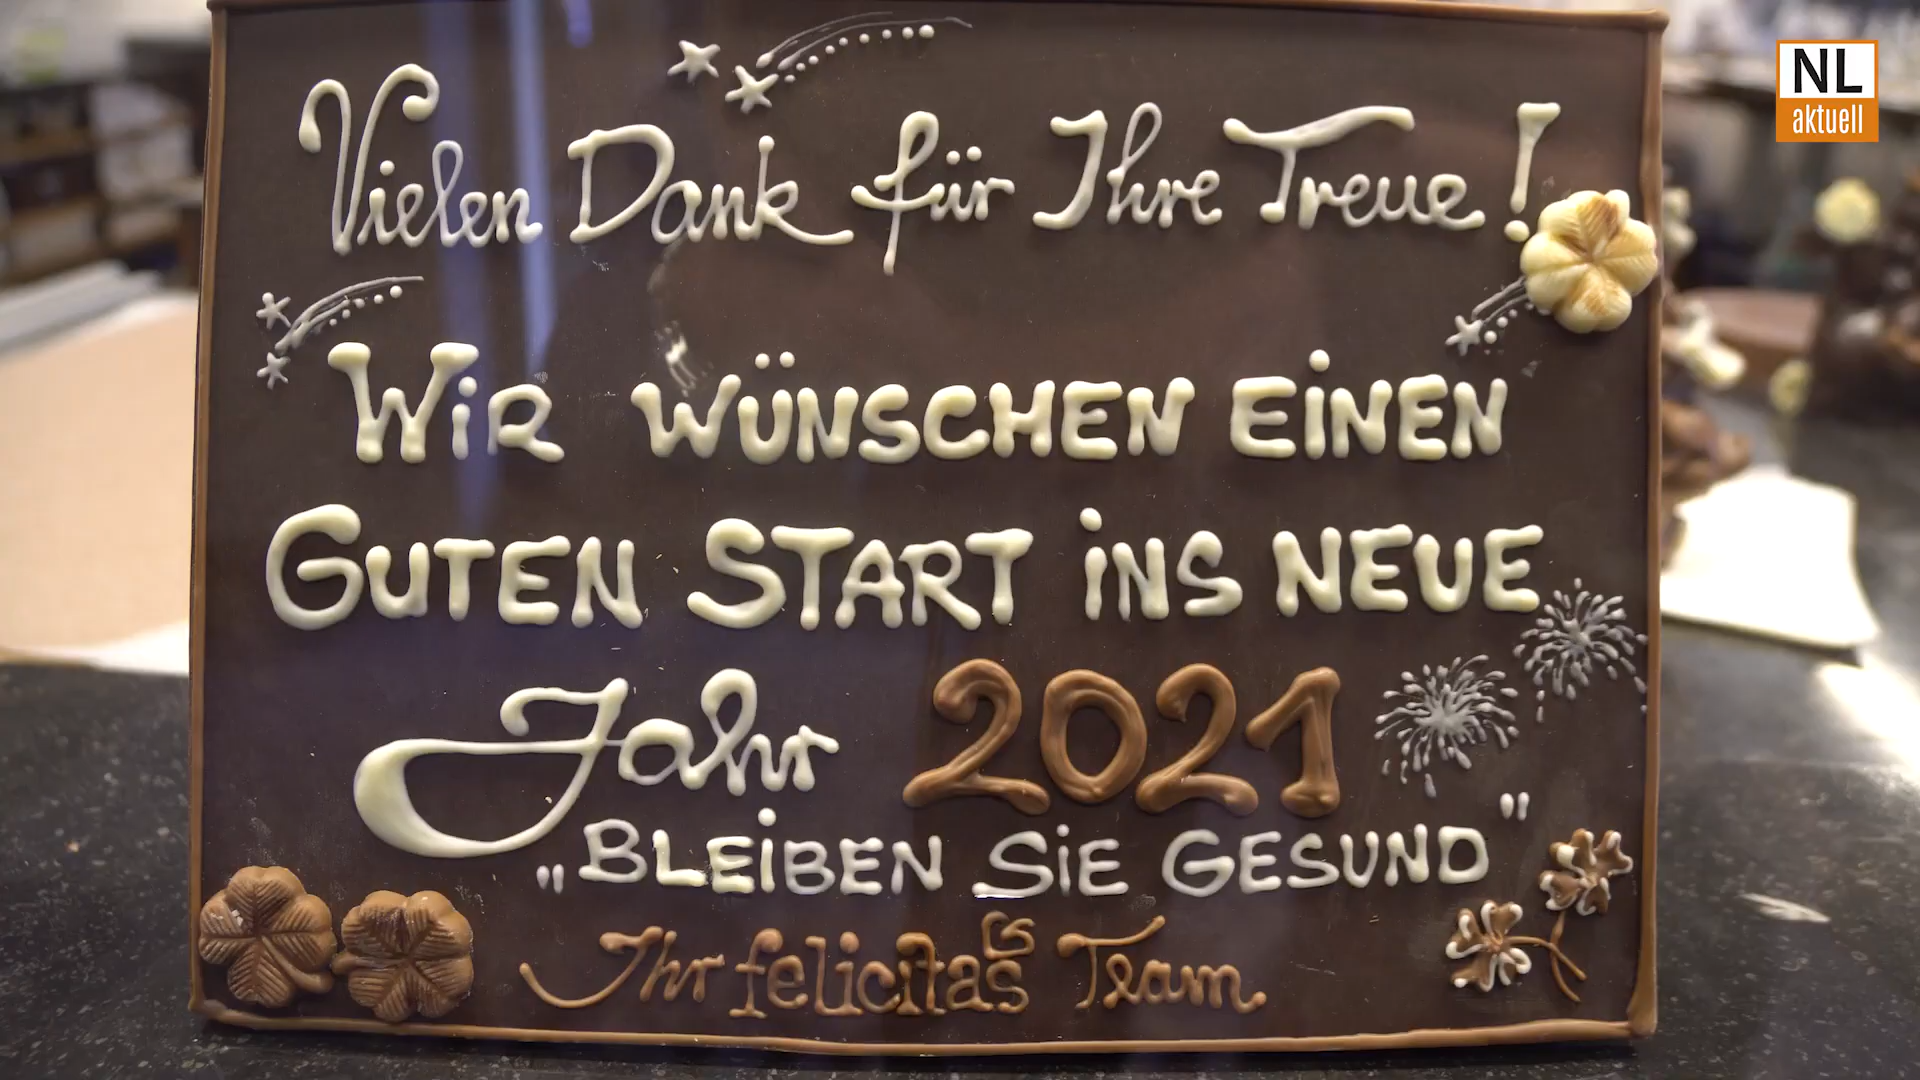 NL
aktuell
Vielen Dank für Ihre Treue!
WiR WÜNSCHEN EiNEN
GUTEN START iNS NEUE
Jahr 2021
„BLEiBEN SiE GESUND"
Ihr felicitas Team